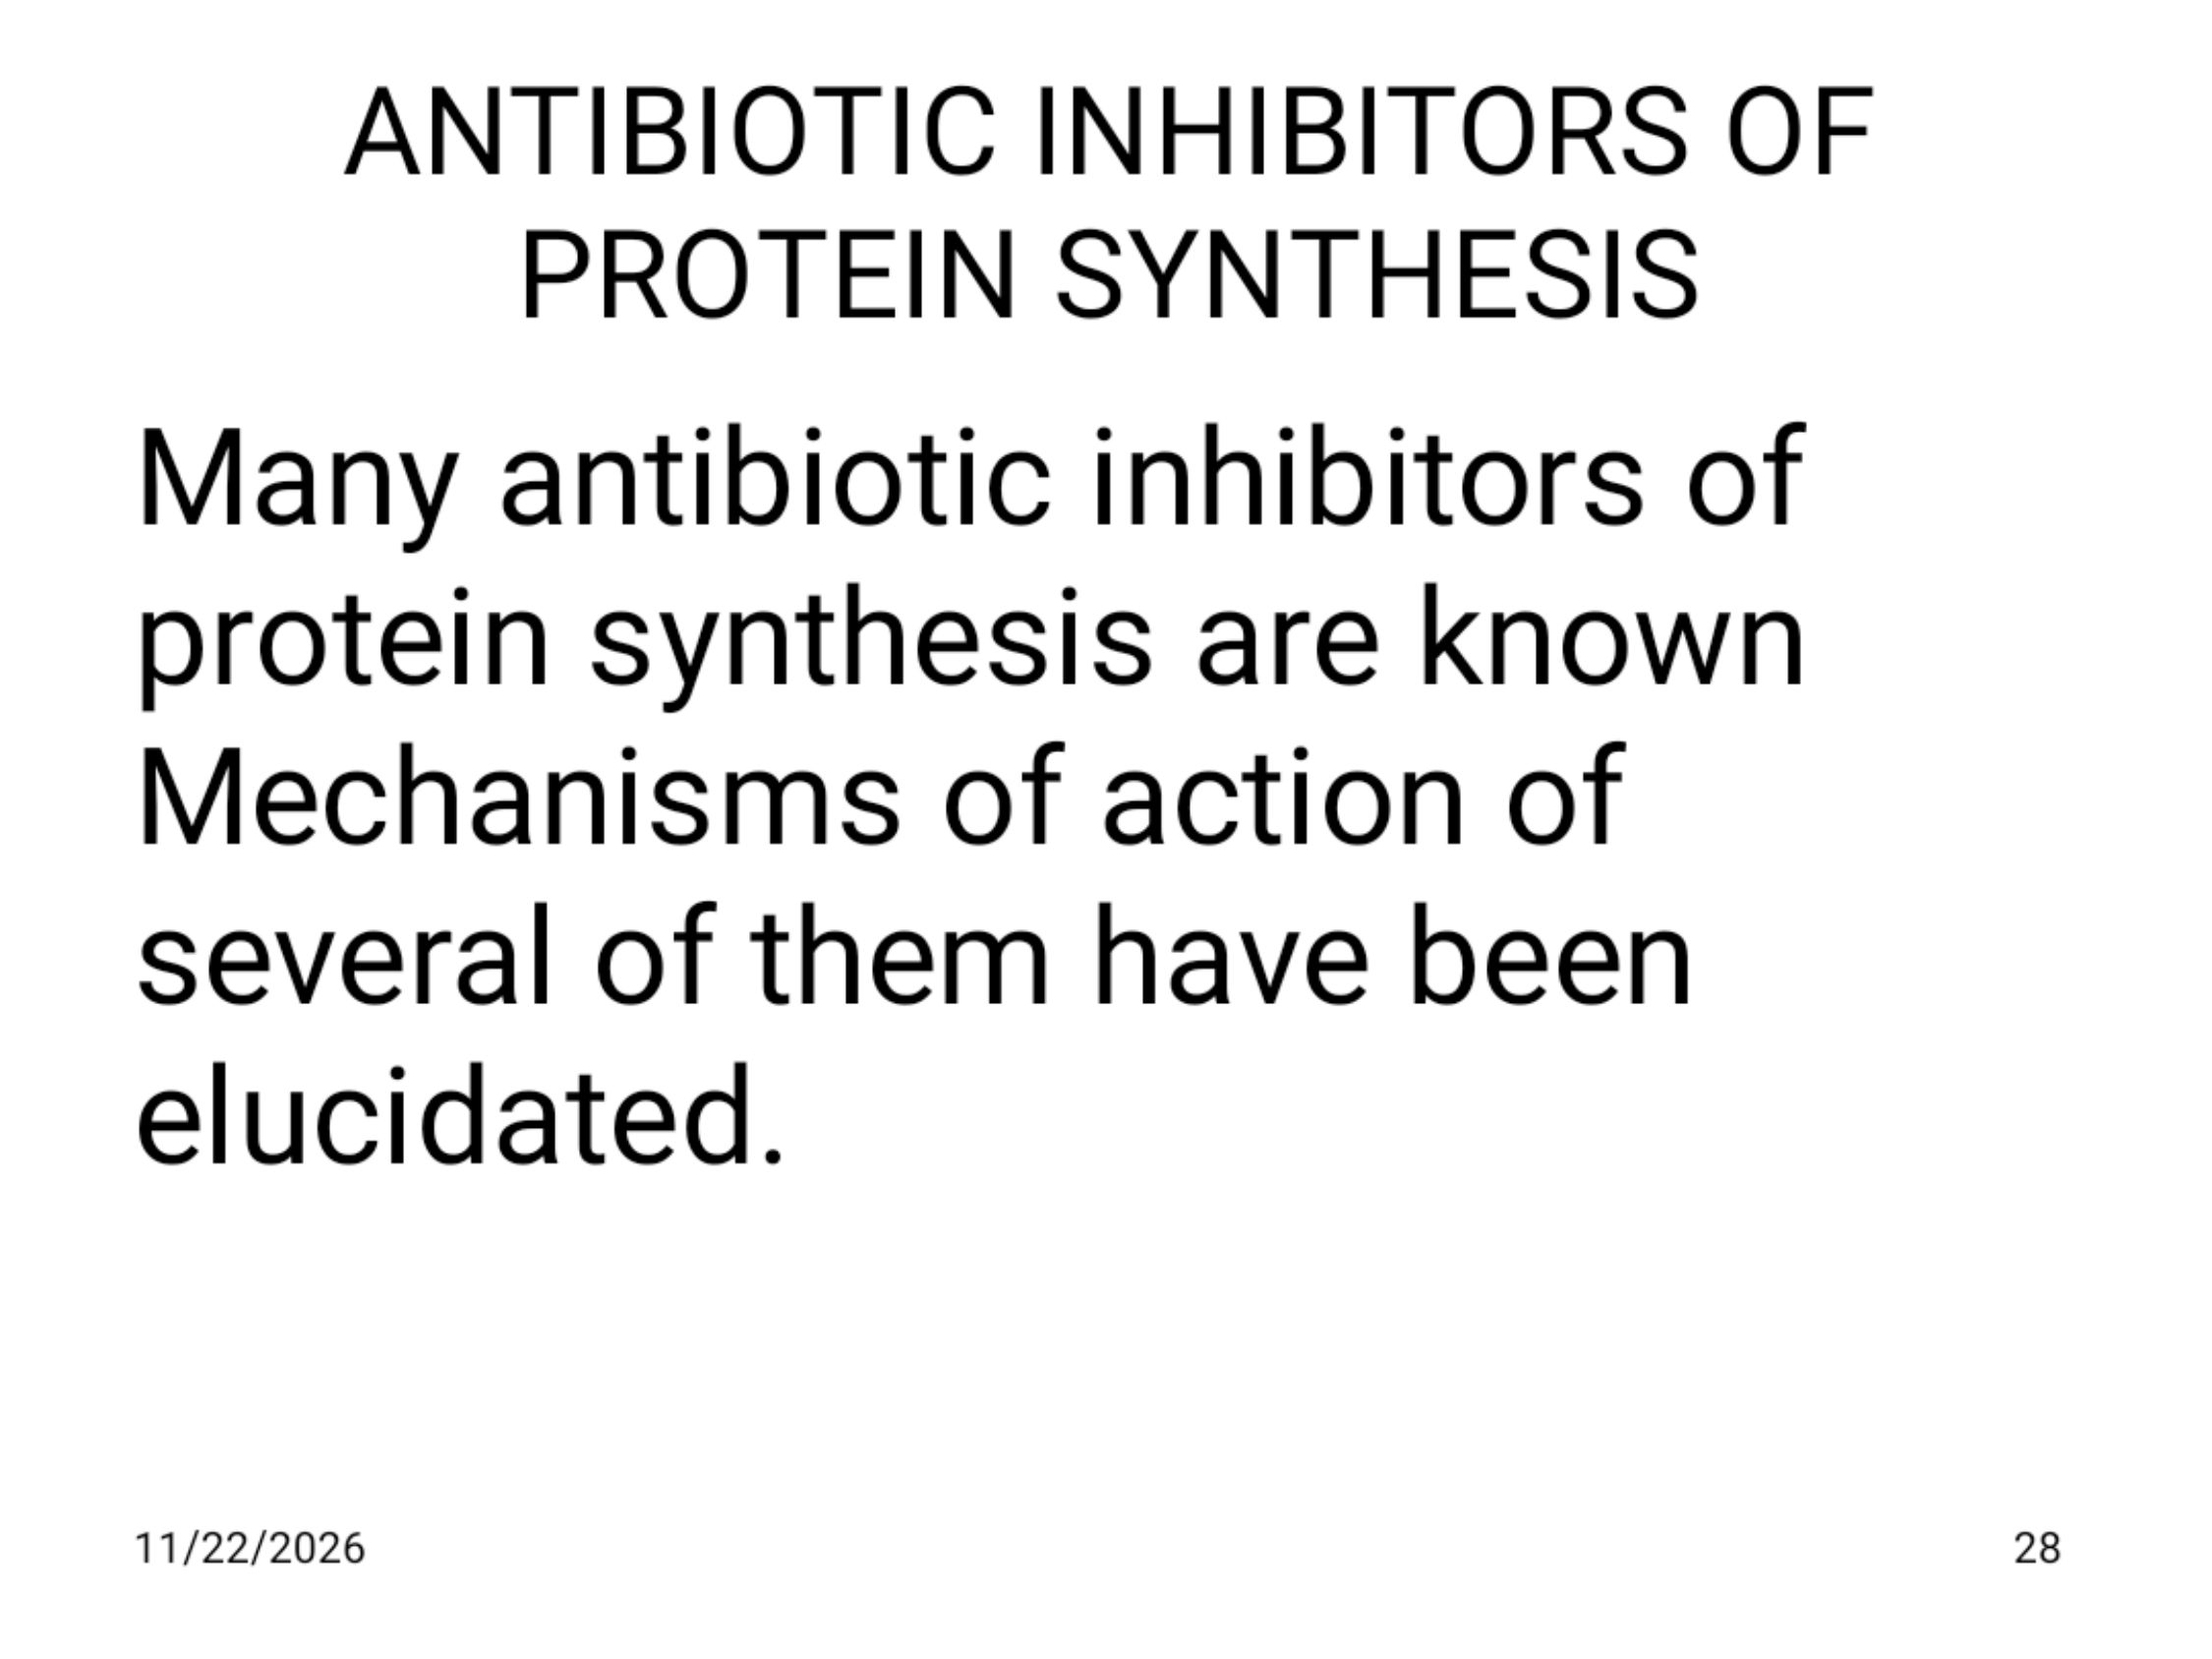 ANTIBIOTIC INHIBITORS OF
PROTEIN SYNTHESIS
Many antibiotic inhibitors of
protein synthesis are known
Mechanisms of action of
several of them have been
elucidated.
11/22/2026
28